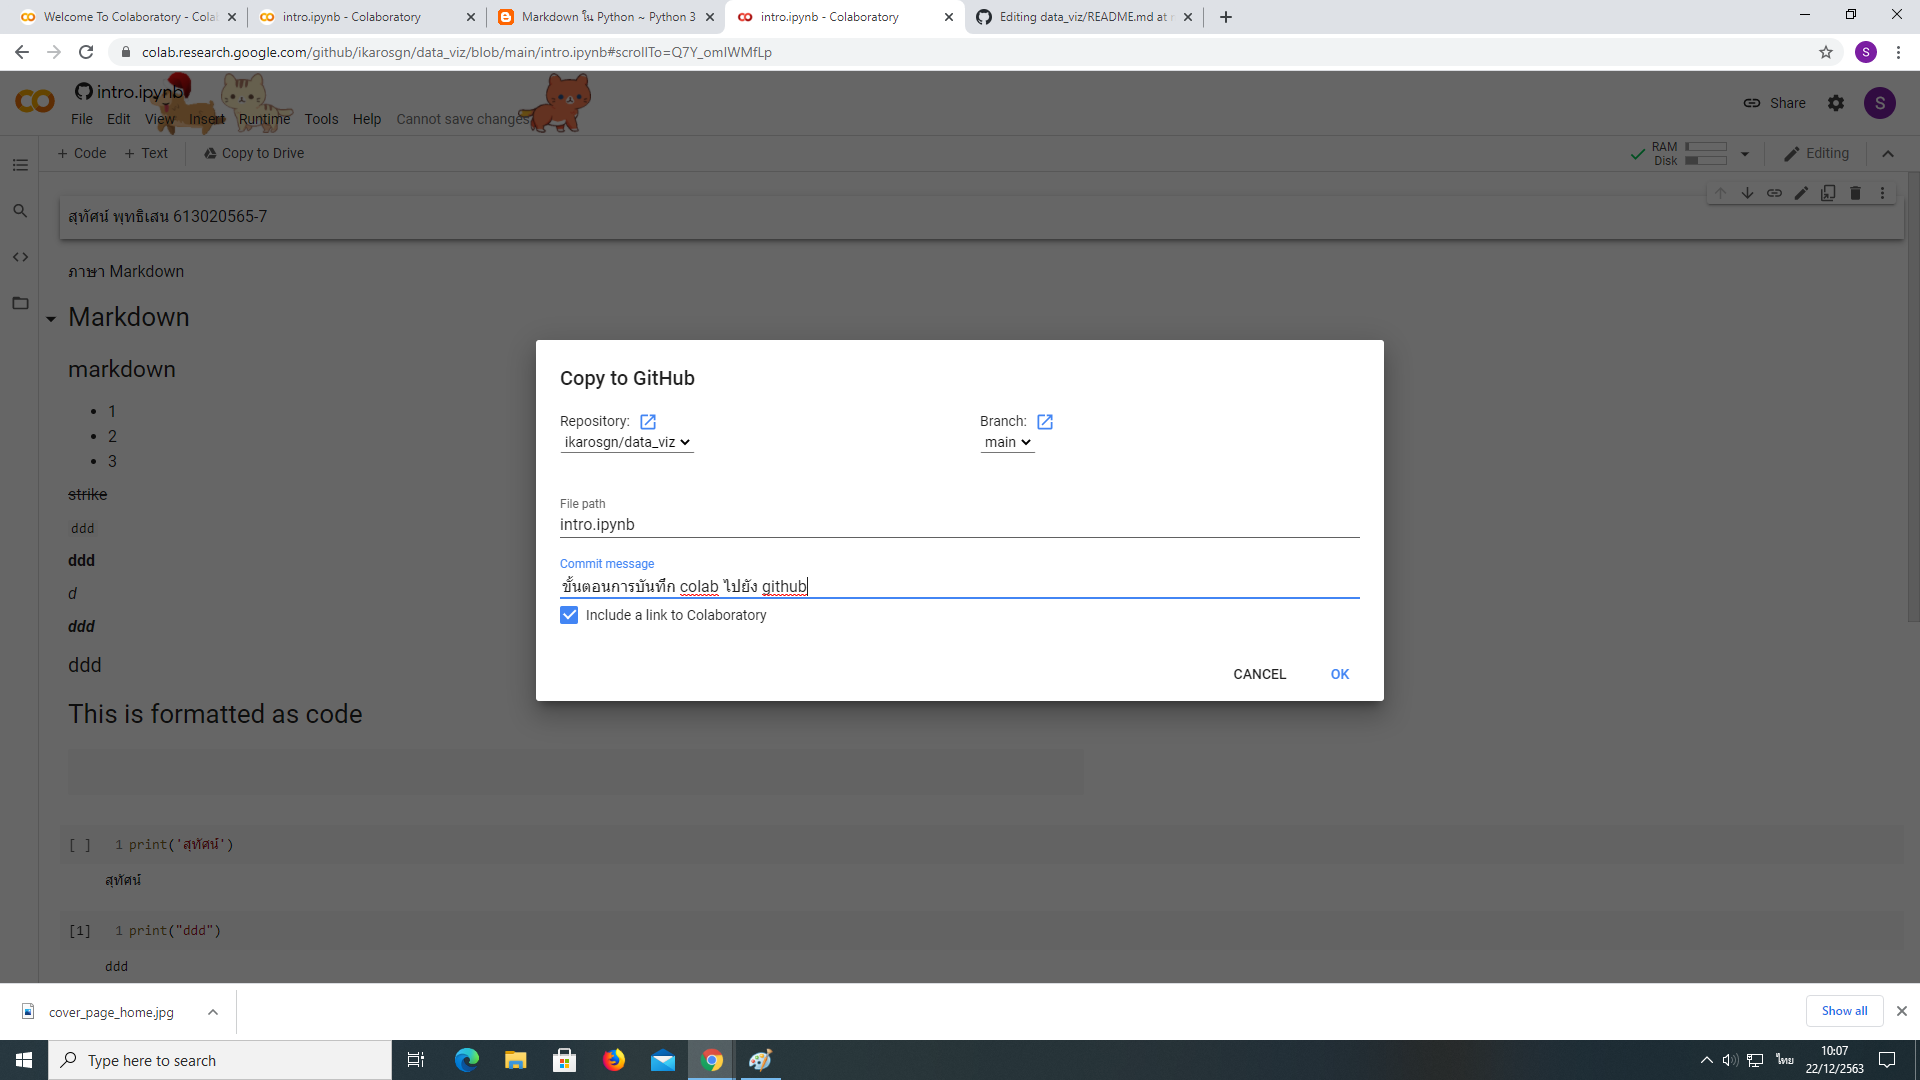 Welcome To Colaboratory - Cola
intro.ipynb - Colaboratory
Markdown ใน Python ~ Python 3
intro.ipynb - Colaboratory
Editing data_viz/README.md at
colab.research.google.com/github/ikarosgn/data_viz/blob/main/intro.ipynb#scrollTo=Q7Y_omIWMfLp
S
intro.ipynb
File Edit View Insert Runtime Tools Help Cannot save changes
Share
S
+ Code + Text Copy to Drive
RAM
Disk
Editing
สุทัศน์ พุทธิเสน 613020565-7
ภาษา Markdown
Markdown
markdown
• 1
• 2
• 3
strike
ddd
ddd
d
ddd
ddd
This is formatted as code
[ ] 1 print('สุทัศน์')
สุทัศน์
[1] 1 print("ddd")
ddd
Copy to GitHub
Repository:
ikarosgn/data_viz
Branch:
main
File path
intro.ipynb
Commit message
ขั้นตอนการบันทึก colab ไปยัง github
Include a link to Colaboratory
CANCEL OK
cover_page_home.jpg
Show all
Type here to search
ไทย
10:07
22/12/2563